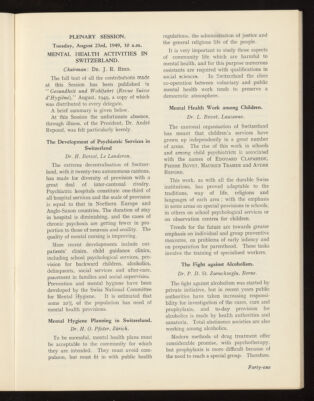 PLENARY SESSION.
Tuesday, August 23rd, 1949, 10 a.m.
MENTAL HEALTH ACTIVITIES IN
SWITZERLAND.
Chairman: DR. J. R. REES.
The full text of all the contributions made
at this Session has been published in
" Gesundheit und Wohlfahrt (Revue Suisse
d'Hygiène)," August, 1949, a copy of which
was distributed to every delegate.
A brief summary is given below.
At this Session the unfortunate absence,
through illness, of the President, Dr. André
Repond, was felt particularly keenly.
The Development of Psychiatric Services in
Switzerland
Dr. H. Bersot, Le Landeron.
The extreme decentralisation of Switzer-
land, with it twenty-two autonomous cantons,
has made for diversity of provision with a
great deal of inter-cantonal rivalry.
Psychiatric hospitals constitute one-third of
all hospital services and the scale of provision
is equal to that in Northern Europe and
Anglo-Saxon countries. The duration of stay
in hospital is diminishing, and the cases of
chronic psychosis are getting fewer in pro-
portion to those of neurosis and senility. The
quality of mental nursing is improving.
More recent developments include out-
patients' clinics, child guidance clinics,
including school psychological services, pro-
vision for backward children, alcoholics,
delinquents, social services and after-care,
placement in families and social supervision.
Prevention and mental hygiene have been
developed by the Swiss National Committee
for Mental Hygiene. It is estimated that
some 20% of the population has need of
mental health provisions.
Mental Hygiene Planning in Switzerland.
Dr. H. O. Pfister, Zürich.
To be successful, mental health plans must
be acceptable to the community for which
they are intended. They must avoid com-
pulsion, but must fit in with public health
regulations, the administration of justice and
the general religious life of the people.
It is very important to study those aspects
of community life which are harmful to
mental health, and for this purpose numerous
assistants are required with qualifications in
social sciences. In Switzerland the close
co-operation between voluntary and public
mental health work tends to preserve a
democratic atmosphere.
Mental Health Work among Children.
Dr. L. Bovet, Lausanne.
The universal organisation of Switzerland
has meant that children's services have
grown up independently in a great number
of areas. The rise of this work in schools
and among child psychiatrists is associated
with the names of EDOUARD CLAPARÈDE,
PIERRE BOVET, MAURICE TRAMER and ANDRÉ
REPOND.
This work, as with all the durable Swiss
institutions, has proved adaptable to the
traditions, way of life, religions and
languages of each area; with the emphasis
in some areas on special provisions in schools,
in others on school psychological services or
on observation centres for children.
Trends for the future are towards greater
emphasis on individual and group preventive
measures, on problems of early infancy and
on preparation for parenthood. These tasks
involve the training of specialised workers.
The Fight against Alcoholism.
Dr. P. D. St. Zurukzoglu, Berne.
The fight against alcoholism was started by
private initiative, but in recent years public
authorities have taken increasing responsi-
bility for investigation of the cause, cure and
prophylaxis, and to-day provision for
alcoholics is made by health authorities and
sanatoria. Total abstinence societies are also
working among alcoholics.
Modern methods of drug treatment offer
considerable promise, with psychotherapy,
but prophylaxis is more difficult because of
the need to reach a special group. Therefore
Forty-one